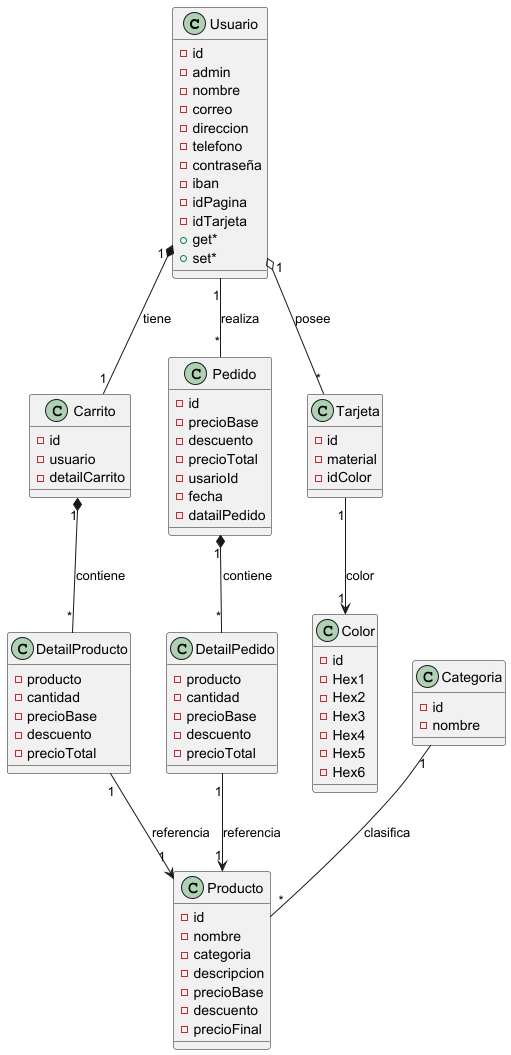 C Usuario
id
admin
nombre
correo
direccion
telefono
contraseña
iban
idPagina
idTarjeta
get*
set*
1
1
1
tiene
realiza
posee
1
*
*
C Carrito
id
usuario
detailCarrito
C Pedido
id
precioBase
descuento
precioTotal
usarioId
fecha
datailPedido
C Tarjeta
id
material
idColor
1
1
1
contiene
contiene
color
*
*
1
C DetailProducto
producto
cantidad
precioBase
descuento
precioTotal
C DetailPedido
producto
cantidad
precioBase
descuento
precioTotal
C Color
id
Hex1
Hex2
Hex3
Hex4
Hex5
Hex6
C Categoria
id
nombre
1
1
1
referencia
referencia
clasifica
1
1
*
C Producto
id
nombre
categoria
descripcion
precioBase
descuento
precioFinal